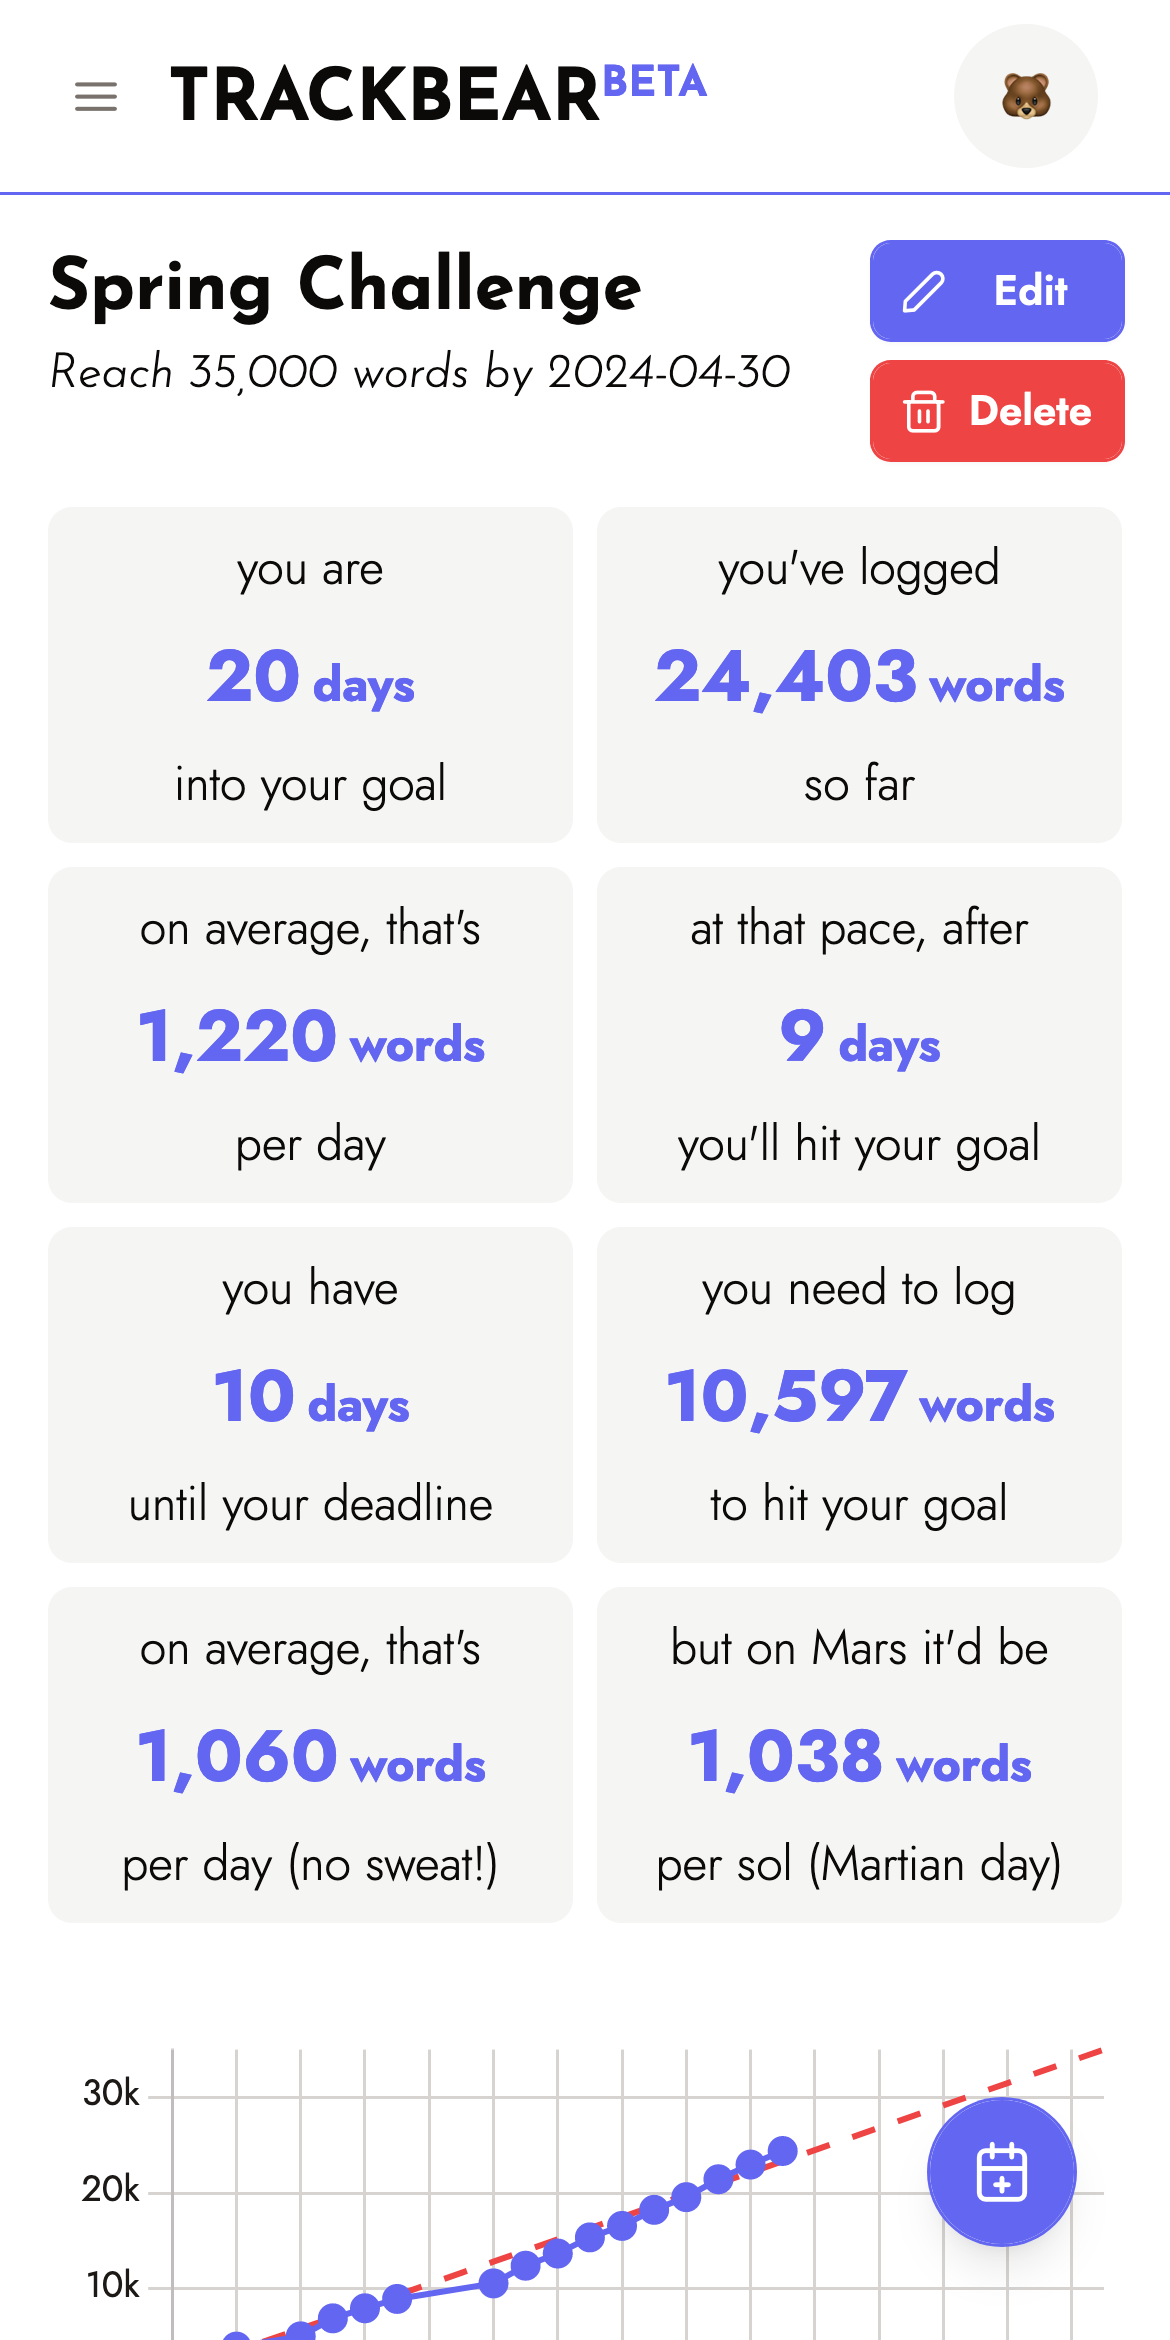 TRACKBEARBETA
Spring Challenge
Reach 35,000 words by 2024-04-30
Edit
Delete
you are
20 days
into your goal
you've logged
24,403 words
so far
on average, that's
1,220 words
per day
at that pace, after
9 days
you'll hit your goal
you have
10 days
until your deadline
you need to log
10,597 words
to hit your goal
on average, that's
1,060 words
per day (no sweat!)
but on Mars it'd be
1,038 words
per sol (Martian day)
30k
20k
10k